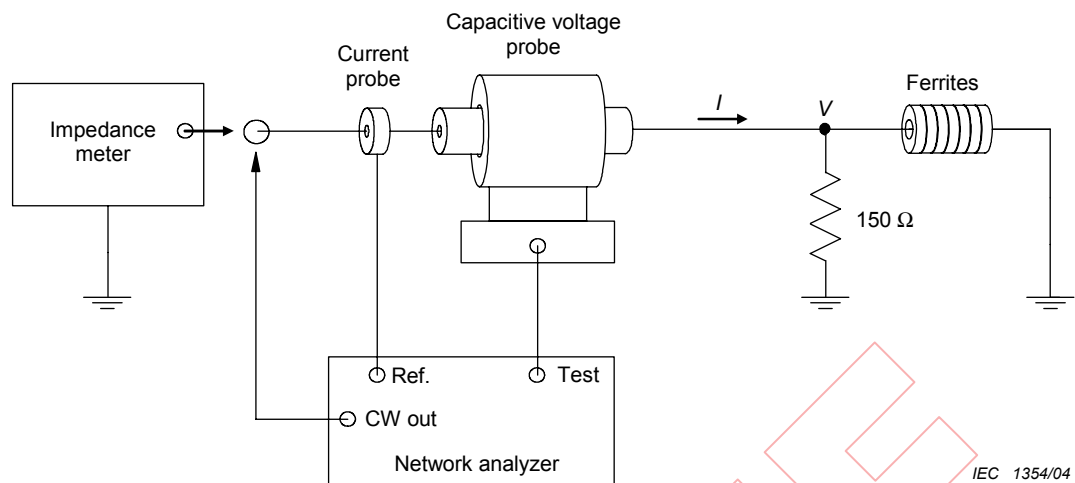 Capacitive voltage
probe
Current
probe
Impedance
meter
I
V
Ferrites
150 Ω
Ref.
Test
CW out
Network analyzer
IEC 1354/04